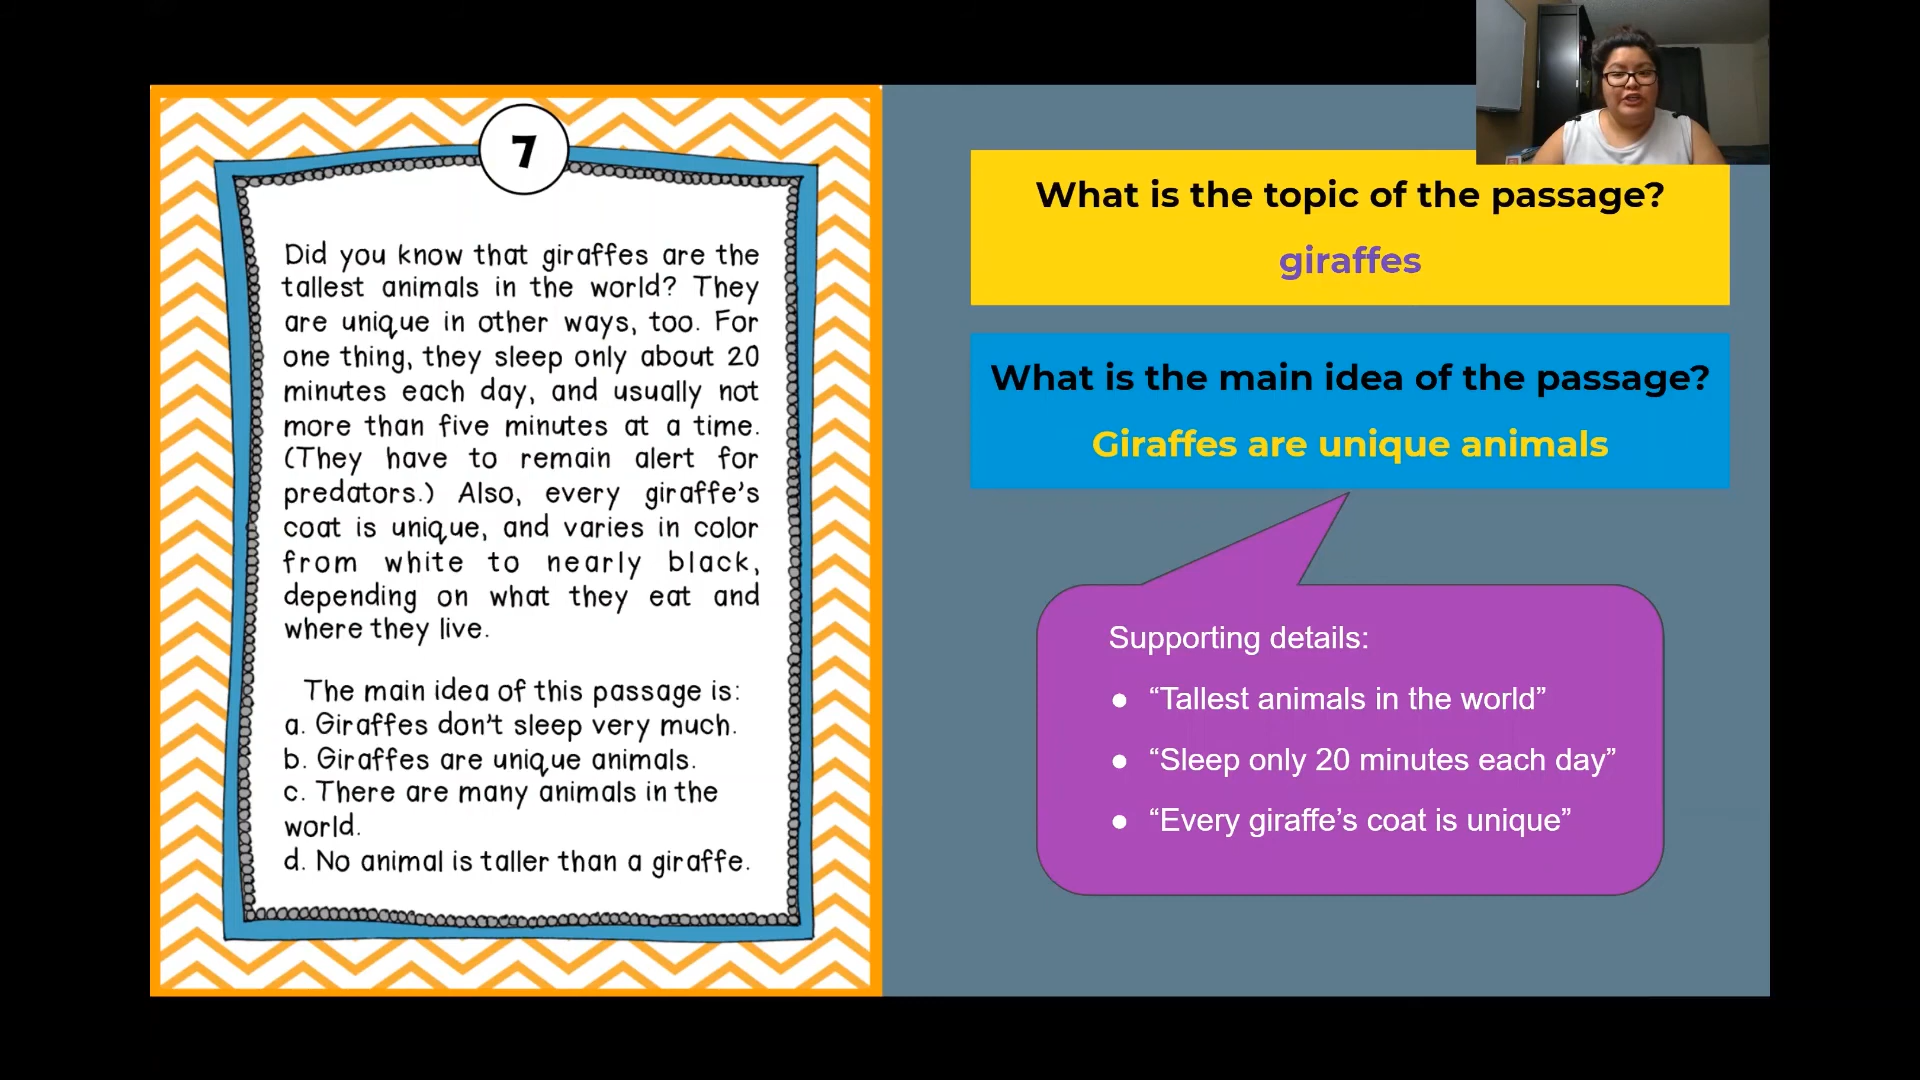 7
Did you know that giraffes are the
tallest animals in the world? They
are unique in other ways, too. For
one thing, they sleep only about 20
minutes each day, and usually not
more than five minutes at a time.
(They have to remain alert for
predators.) Also, every giraffe's
coat is unique, and varies in color
from white to nearly black,
depending on what they eat and
where they live.
The main idea of this passage is:
a. Giraffes don't sleep very much.
b. Giraffes are unique animals.
c. There are many animals in the
world.
d. No animal is taller than a giraffe.
What is the topic of the passage?
giraffes
What is the main idea of the passage?
Giraffes are unique animals
Supporting details:
● “Tallest animals in the world”
● “Sleep only 20 minutes each day”
● “Every giraffe’s coat is unique”